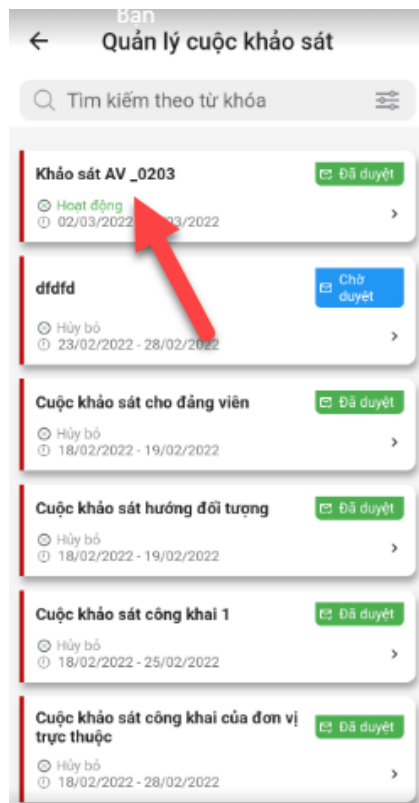 Bạn
Quản lý cuộc khảo sát
Tìm kiếm theo từ khóa
Khảo sát AV _0203
Đã duyệt
Hoạt động
02/03/2022 03/2022
dfdfd
Chờ
duyệt
Hủy bỏ
23/02/2022 - 28/02/2022
Cuộc khảo sát cho đảng viên
Đã duyệt
Hủy bỏ
18/02/2022 - 19/02/2022
Cuộc khảo sát hướng đối tượng
Đã duyệt
Hủy bỏ
18/02/2022 - 19/02/2022
Cuộc khảo sát công khai 1
Đã duyệt
Hủy bỏ
18/02/2022 - 25/02/2022
Cuộc khảo sát công khai của đơn vị
trực thuộc
Đã duyệt
Hủy bỏ
18/02/2022 - 28/02/2022